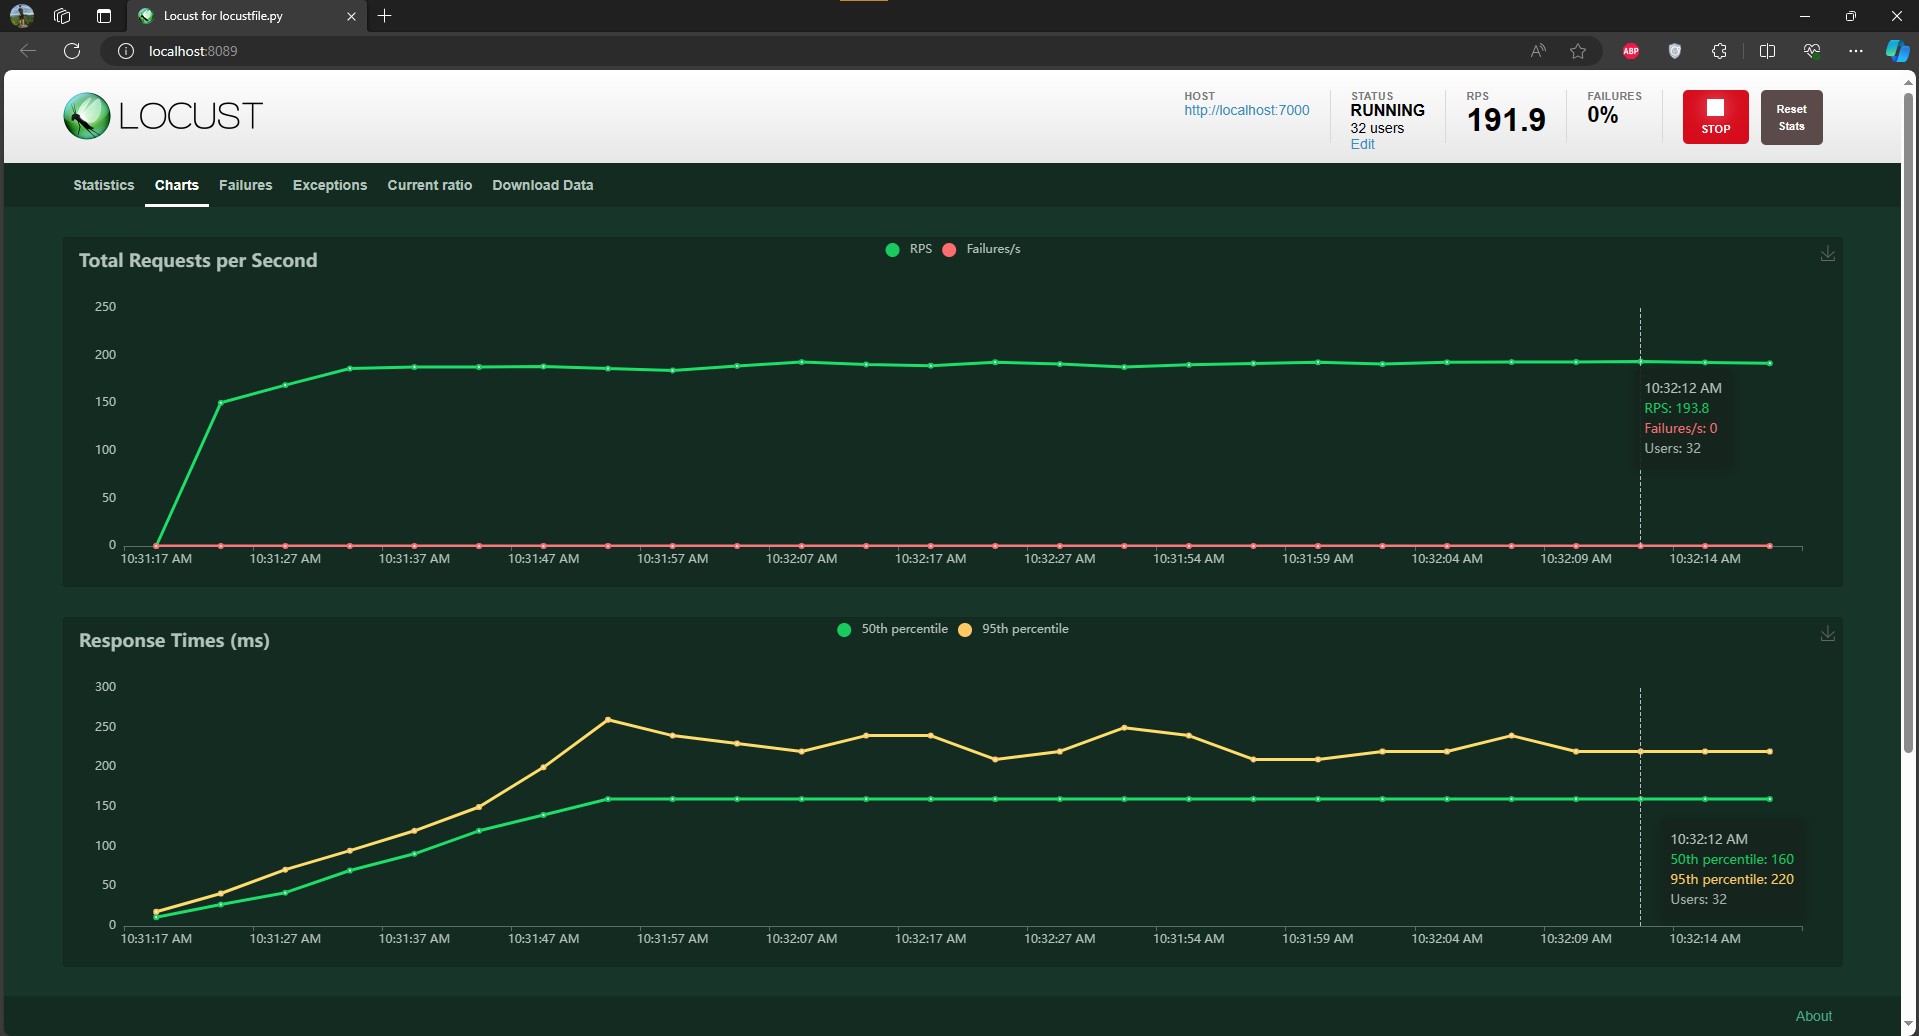 Locust for locustfile.py
localhost:8089
ABP
LOCUST
HOST
http://localhost:7000
STATUS
RUNNING
32 users
Edit
RPS
191.9
FAILURES
0%
STOP
Reset
Stats
Statistics Charts Failures Exceptions Current ratio Download Data
Total Requests per Second
RPS Failures/s
250
200
150
100
50
0
10:31:17 AM 10:31:27 AM 10:31:37 AM 10:31:47 AM 10:31:57 AM 10:32:07 AM 10:32:17 AM 10:32:27 AM 10:31:54 AM 10:31:59 AM 10:32:04 AM 10:32:09 AM 10:32:14 AM
10:32:12 AM
RPS: 193.8
Failures/s: 0
Users: 32
Response Times (ms)
50th percentile 95th percentile
300
250
200
150
100
50
0
10:31:17 AM 10:31:27 AM 10:31:37 AM 10:31:47 AM 10:31:57 AM 10:32:07 AM 10:32:17 AM 10:32:27 AM 10:31:54 AM 10:31:59 AM 10:32:04 AM 10:32:09 AM 10:32:14 AM
10:32:12 AM
50th percentile: 160
95th percentile: 220
Users: 32
About